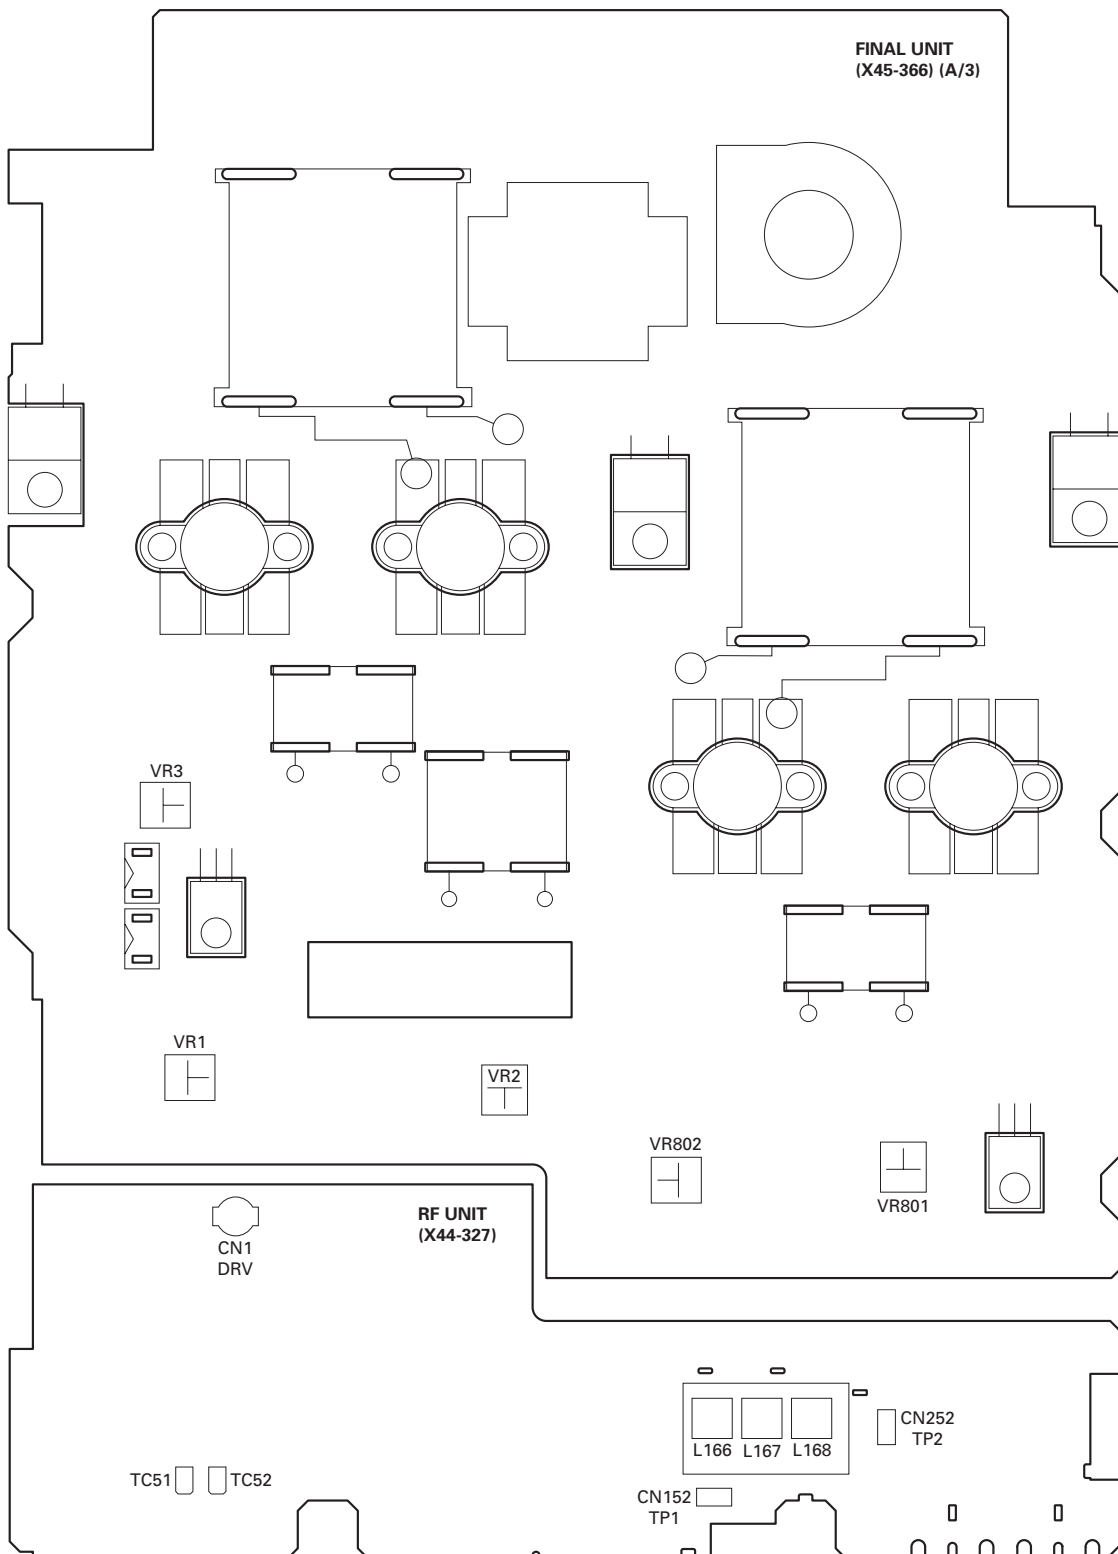 FINAL UNIT
(X45-366) (A/3)
VR3
VR1
VR2
VR802
VR801
RF UNIT
(X44-327)
CN1
DRV
L166 L167 L168
CN252
TP2
TC51 TC52
CN152
TP1